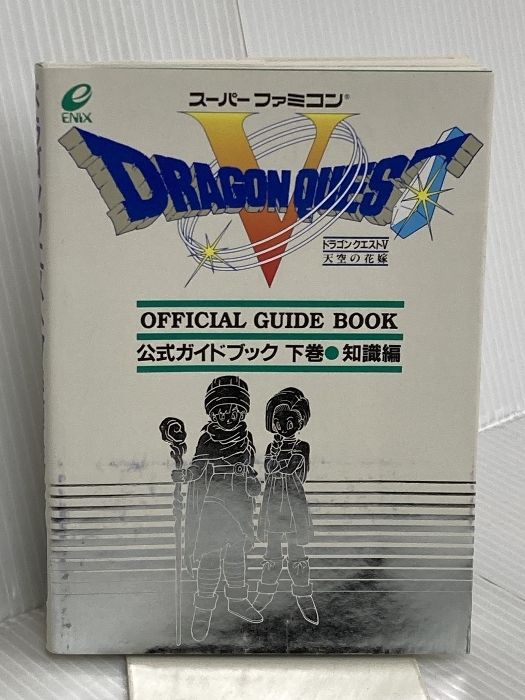 ENIX
スーパーファミコン®
V
DRAGON QUEST
ドラゴンクエストV
天空の花嫁
OFFICIAL GUIDE BOOK
公式ガイドブック 下巻●知識編